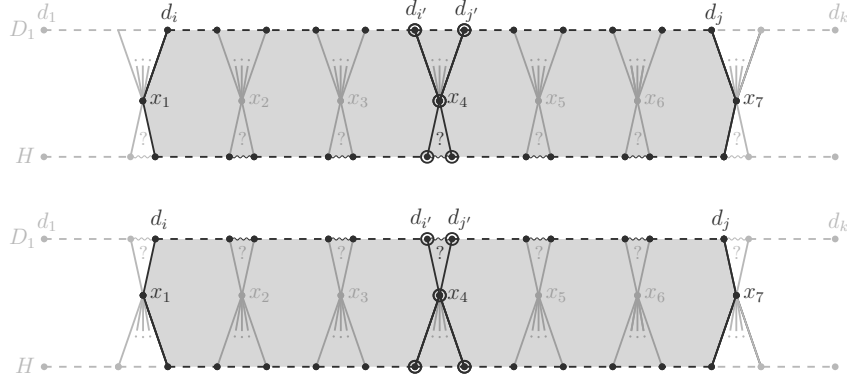 d₁ dᵢ dᵢ′ dⱼ′ dⱼ dₖ
D₁
... ... ... ... ... ... ...
x₁ x₂ x₃ x₄ x₅ x₆ x₇
? ? ? ? ? ? ?
H
d₁ dᵢ dᵢ′ dⱼ′ dⱼ dₖ
D₁
? ? ? ? ? ? ?
x₁ x₂ x₃ x₄ x₅ x₆ x₇
... ... ... ... ... ... ...
H